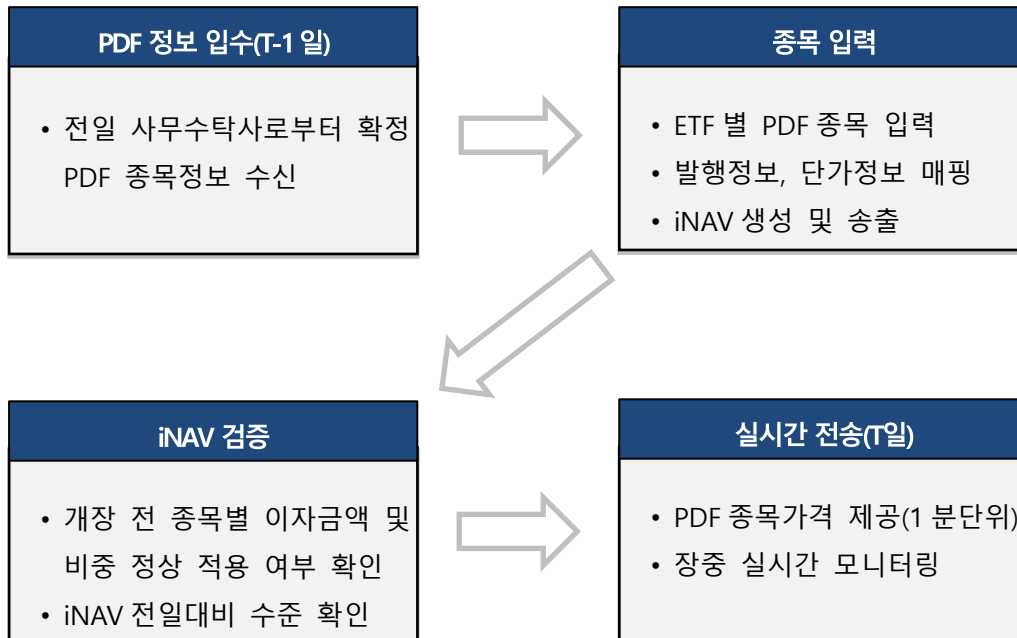 PDF 정보 입수(T-1 일)
• 전일 사무수탁사로부터 확정
PDF 종목정보 수신
종목 입력
• ETF 별 PDF 종목 입력
• 발행정보, 단가정보 매핑
• iNAV 생성 및 송출
iNAV 검증
• 개장 전 종목별 이자금액 및
비중 정상 적용 여부 확인
• iNAV 전일대비 수준 확인
실시간 전송(T일)
• PDF 종목가격 제공(1 분단위)
• 장중 실시간 모니터링